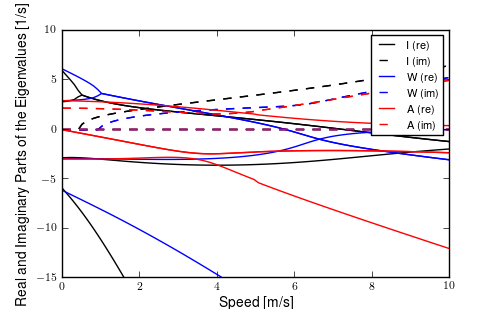 Real and Imaginary Parts of the Eigenvalues [1/s]
10
5
0
−5
−10
−15
0 2 4 6 8 10
Speed [m/s]
I (re)
I (im)
W (re)
W (im)
A (re)
A (im)